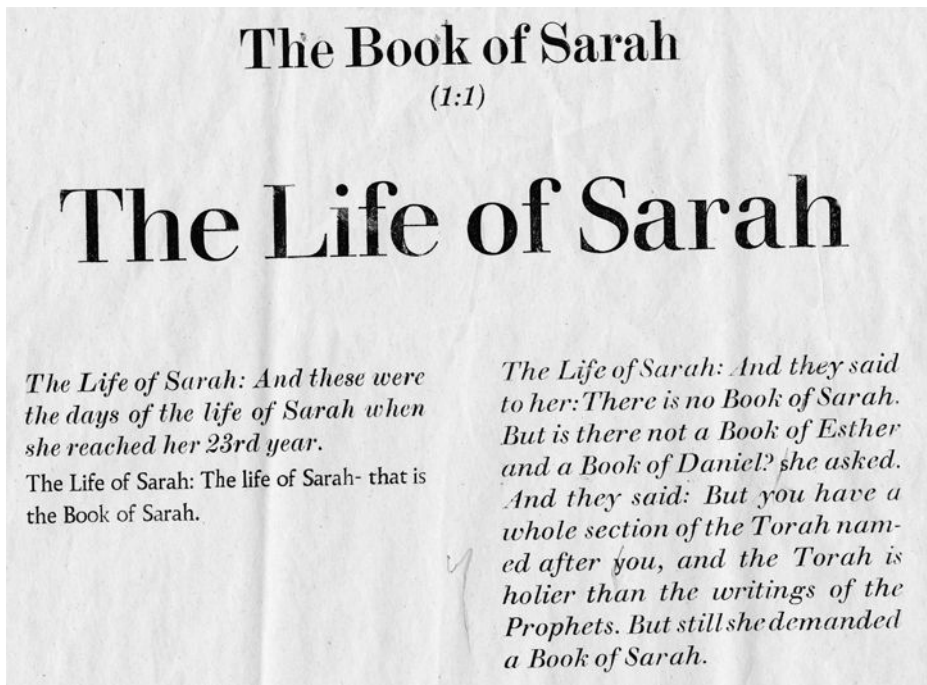 The Book of Sarah
(1:1)
The Life of Sarah
The Life of Sarah: And these were
the days of the life of Sarah when
she reached her 23rd year.
The Life of Sarah: The life of Sarah- that is
the Book of Sarah.
The Life of Sarah: And they said
to her: There is no Book of Sarah.
But is there not a Book of Esther
and a Book of Daniel? she asked.
And they said: But you have a
whole section of the Torah nam-
ed after you, and the Torah is
holier than the writings of the
Prophets. But still she demanded
a Book of Sarah.